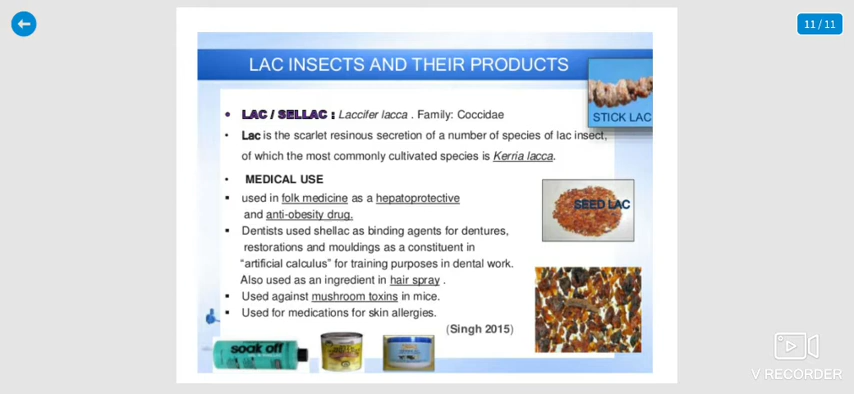 11 / 11
LAC INSECTS AND THEIR PRODUCTS
STICK LAC
• LAC / SELLAC : Laccifer lacca . Family: Coccidae
• Lac is the scarlet resinous secretion of a number of species of lac insect,
of which the most commonly cultivated species is Kerria lacca.
• MEDICAL USE
▪ used in folk medicine as a hepatoprotective
and anti-obesity drug.
SEED LAC
▪ Dentists used shellac as binding agents for dentures,
restorations and mouldings as a constituent in
“artificial calculus” for training purposes in dental work.
Also used as an ingredient in hair spray .
▪ Used against mushroom toxins in mice.
▪ Used for medications for skin allergies.
(Singh 2015)
soak off
V RECORDER